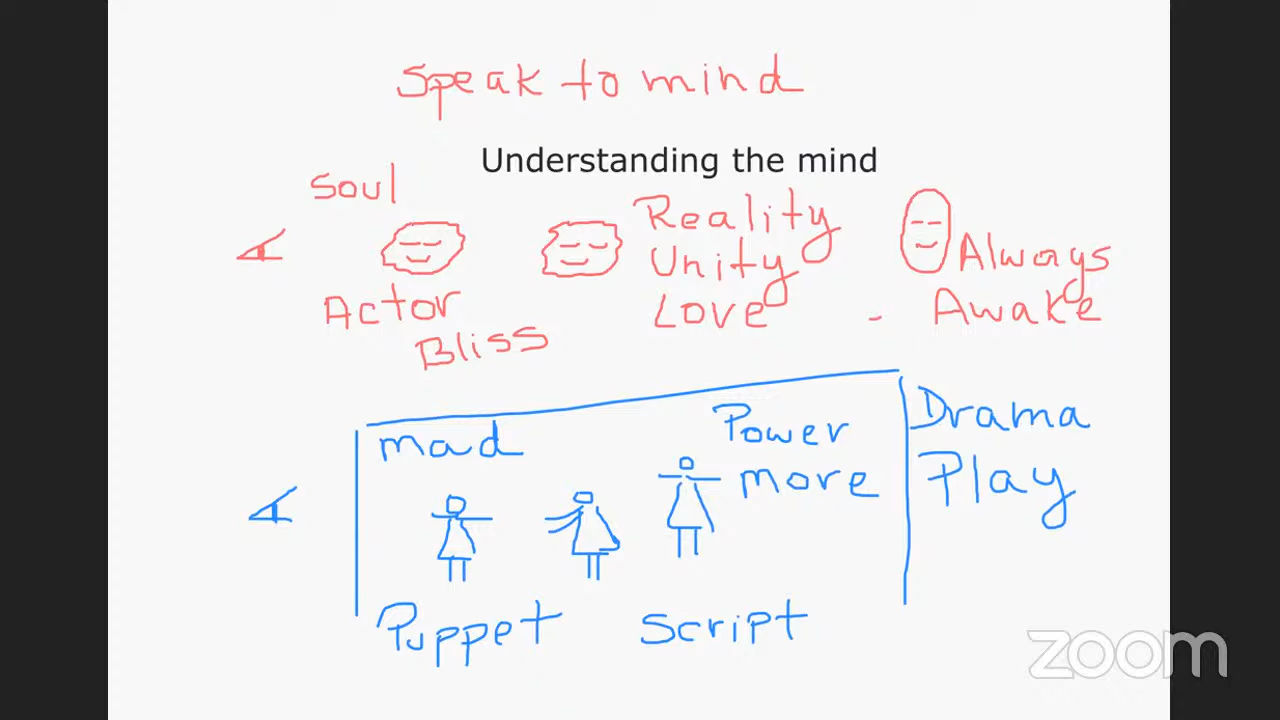 Speak to mind
Understanding the mind
Soul
Reality
Unity
Always
Actor
Love
Awake
Bliss
Drama
mad
Power
more
Play
Puppet
Script
zoom